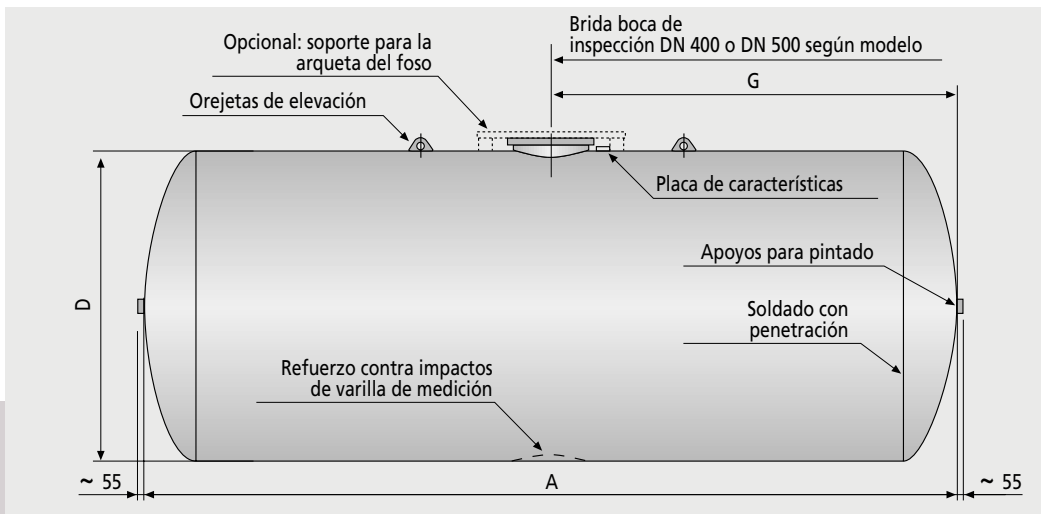 Brida boca de
inspección DN 400 o DN 500 según modelo
Opcional: soporte para la
arqueta del foso
G
Orejetas de elevación
Placa de características
Apoyos para pintado
D
Soldado con
penetración
Refuerzo contra impactos
de varilla de medición
~ 55
A
~ 55